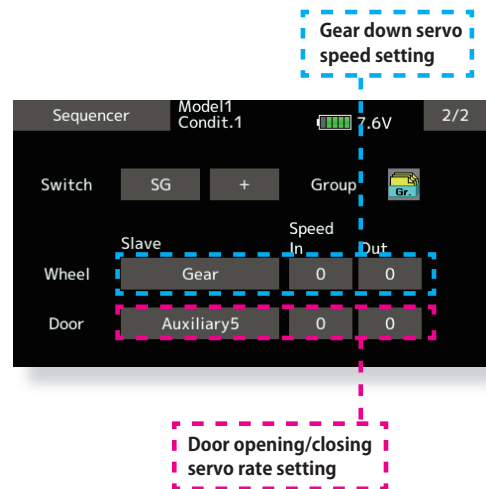 Gear down servo
speed setting
Sequencer
Model1
Condit.1
7.6V
2/2
Switch
SG
+
Group
Gr.
Slave
Speed
In
Out
Wheel
Gear
0
0
Door
Auxiliary5
0
0
Door opening/closing
servo rate setting